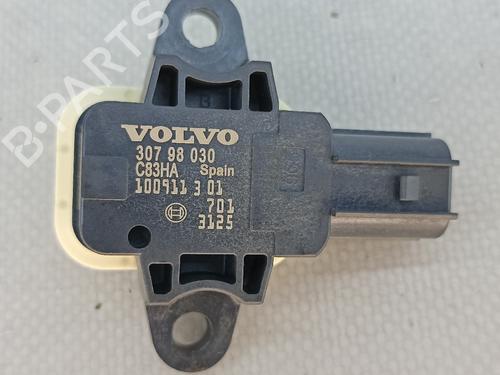 B-PARTS
VOLVO
307 98 030
C83HA Spain
100911 3 01
701
3125